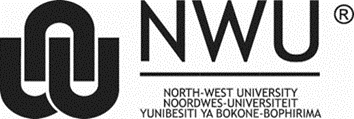 NWU®
NORTH-WEST UNIVERSITY
NOORDWES-UNIVERSITEIT
YUNIBESITI YA BOKONE-BOPHIRIMA